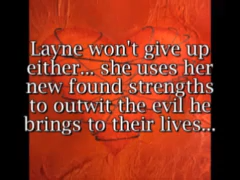 Layne won't give up
either... she uses her
new found strengths
to outwit the evil he
brings to their lives...